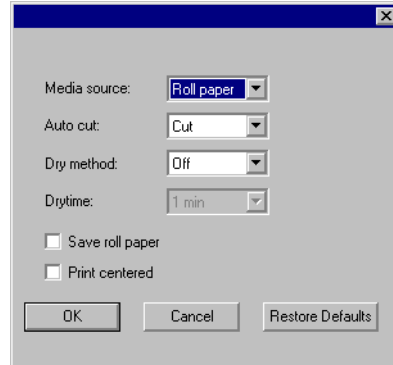 Media source: Roll paper
Auto cut: Cut
Dry method: Off
Drytime: 1 min
Save roll paper
Print centered
OK Cancel Restore Defaults